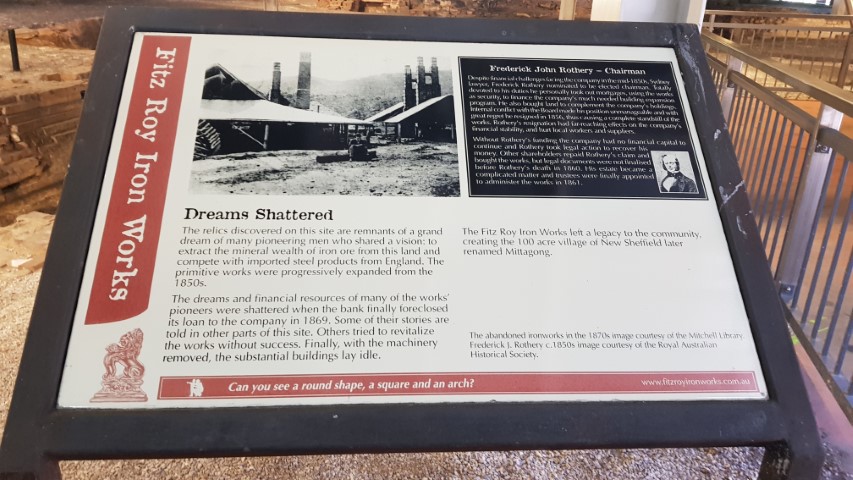 Fitz Roy Iron Works
Frederick John Rothery – Chairman
Despite financial challenges facing the company in the mid-1850s, Sydney
lawyer, Frederick Rothery nominated to be elected chairman. Totally
devoted to his duties he personally took out mortgages, using the works
as security, to finance the company's much needed building expansion
program. He also bought land to complement the company's buildings.
Internal conflict with the Board made his position unmanageable and with
great regret he resigned in 1856, thus causing a complete standstill of the
works. Rothery's resignation had far-reaching effects on the company's
financial stability, and hurt local workers and suppliers.
Without Rothery's funding the company had no financial capital to
continue and Rothery took legal action to recover his
money. Other shareholders repaid Rothery's claim and
bought the works, but legal documents were not finalised
before Rothery's death in 1860. His estate became a
complicated matter and trustees were finally appointed
to administer the works in 1861.
Dreams Shattered
The relics discovered on this site are remnants of a grand
dream of many pioneering men who shared a vision: to
extract the mineral wealth of iron ore from this land and
compete with imported steel products from England. The
primitive works were progressively expanded from the
1850s.
The dreams and financial resources of many of the works'
pioneers were shattered when the bank finally foreclosed
its loan to the company in 1869. Some of their stories are
told in other parts of this site. Others tried to revitalize
the works without success. Finally, with the machinery
removed, the substantial buildings lay idle.
The Fitz Roy Iron Works left a legacy to the community,
creating the 100 acre village of New Sheffield later
renamed Mittagong.
The abandoned ironworks in the 1870s image courtesy of the Mitchell Library.
Frederick J. Rothery c.1850s image courtesy of the Royal Australian
Historical Society.
Can you see a round shape, a square and an arch?
www.fitzroyironworks.com.au